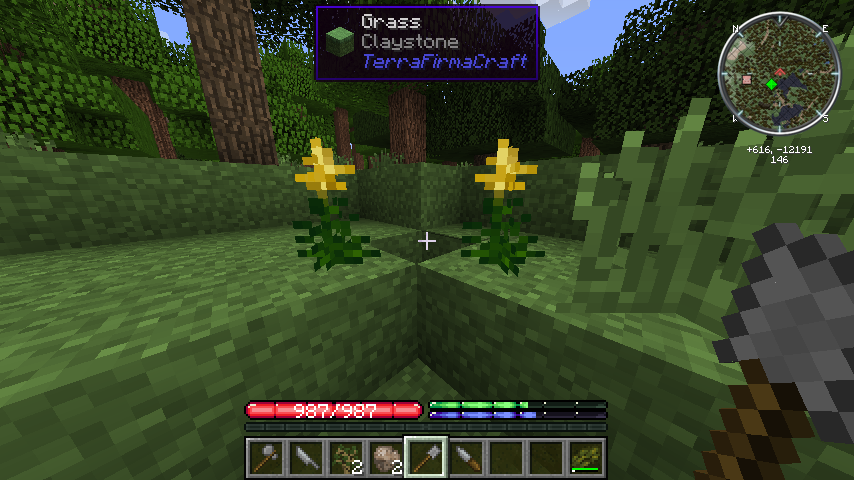 Grass
Claystone
TerraFirmaCraft
N
E
W
S
+616, -12191
146
987/987
2
2